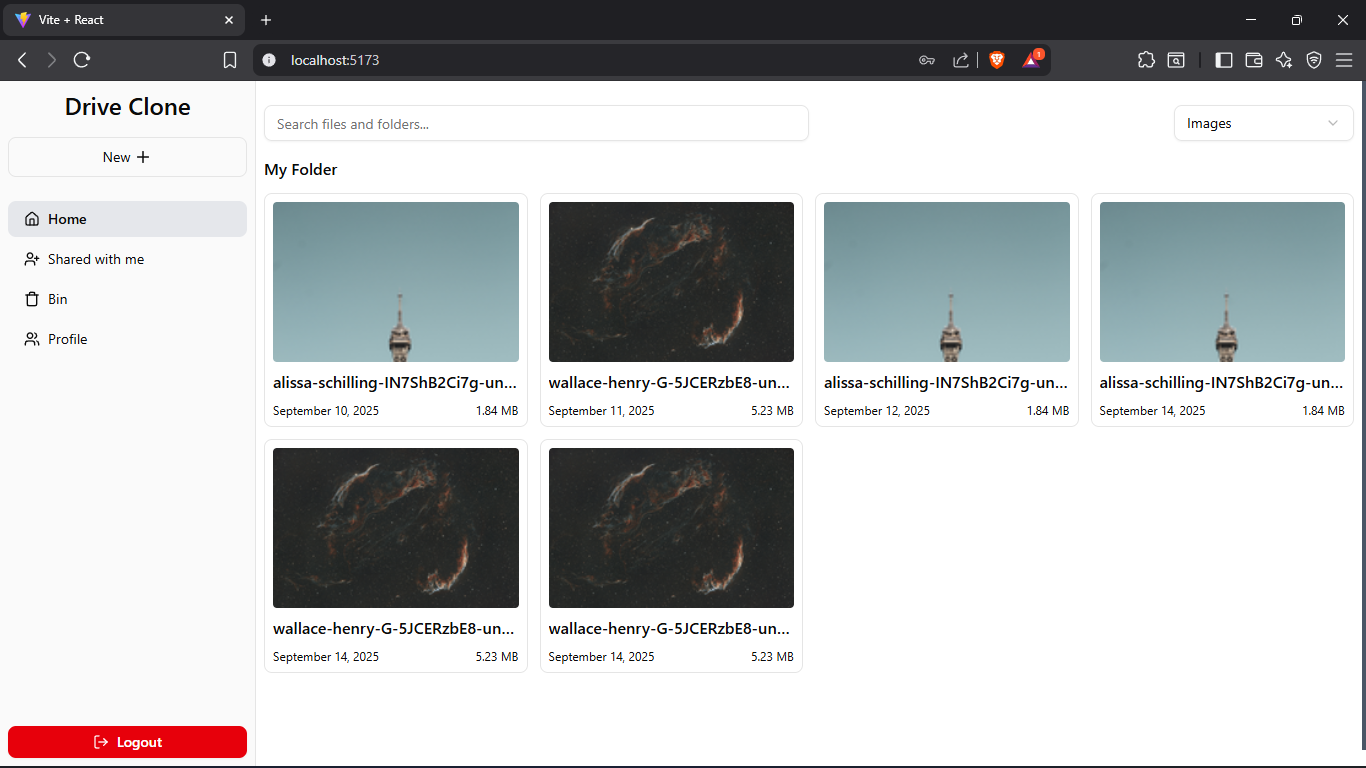 Vite + React
localhost:5173
1
Drive Clone
New
Home
Shared with me
Bin
Profile
Logout
Search files and folders...
Images
My Folder
alissa-schilling-IN7ShB2Ci7g-un...
September 10, 2025 1.84 MB
wallace-henry-G-5JCERzbE8-un...
September 11, 2025 5.23 MB
alissa-schilling-IN7ShB2Ci7g-un...
September 12, 2025 1.84 MB
alissa-schilling-IN7ShB2Ci7g-un...
September 14, 2025 1.84 MB
wallace-henry-G-5JCERzbE8-un...
September 14, 2025 5.23 MB
wallace-henry-G-5JCERzbE8-un...
September 14, 2025 5.23 MB